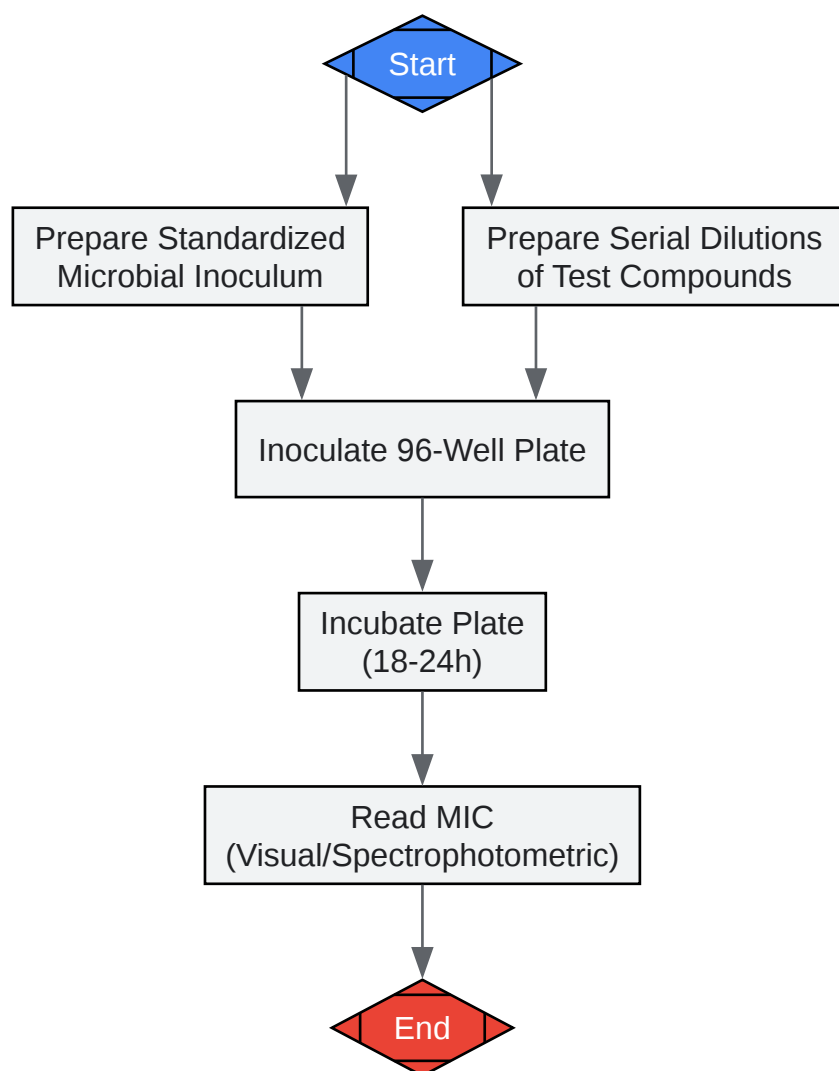 Start
Prepare Standardized
Microbial Inoculum
Prepare Serial Dilutions
of Test Compounds
Inoculate 96-Well Plate
Incubate Plate
(18-24h)
Read MIC
(Visual/Spectrophotometric)
End